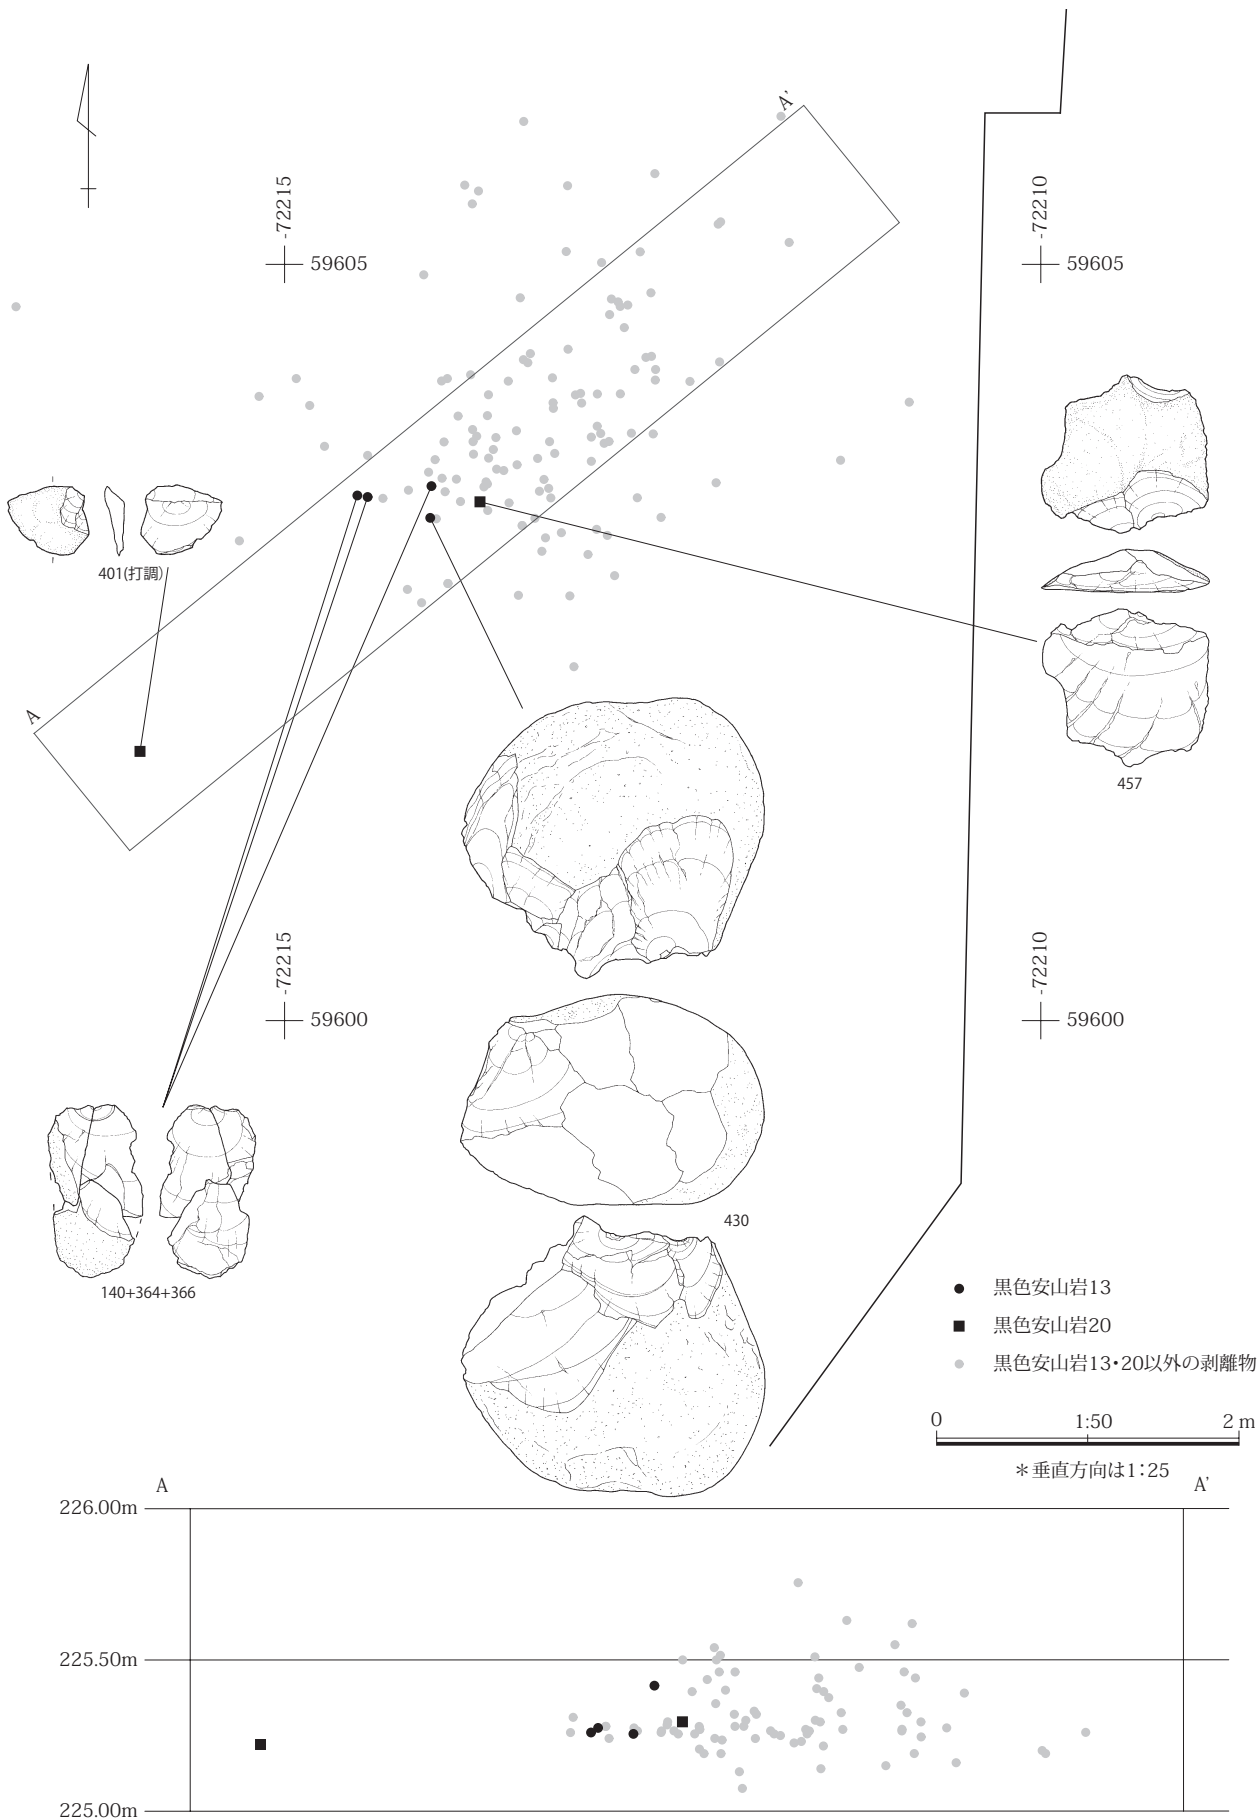 A'
-72215
59605
-72210
59605
401(打調)
A
457
-72215
59600
-72210
59600
430
140+364+366
黒色安山岩13
黒色安山岩20
黒色安山岩13・20以外の剥離物
0 1:50 2 m
＊垂直方向は1：25
A A'
226.00m
225.50m
225.00m